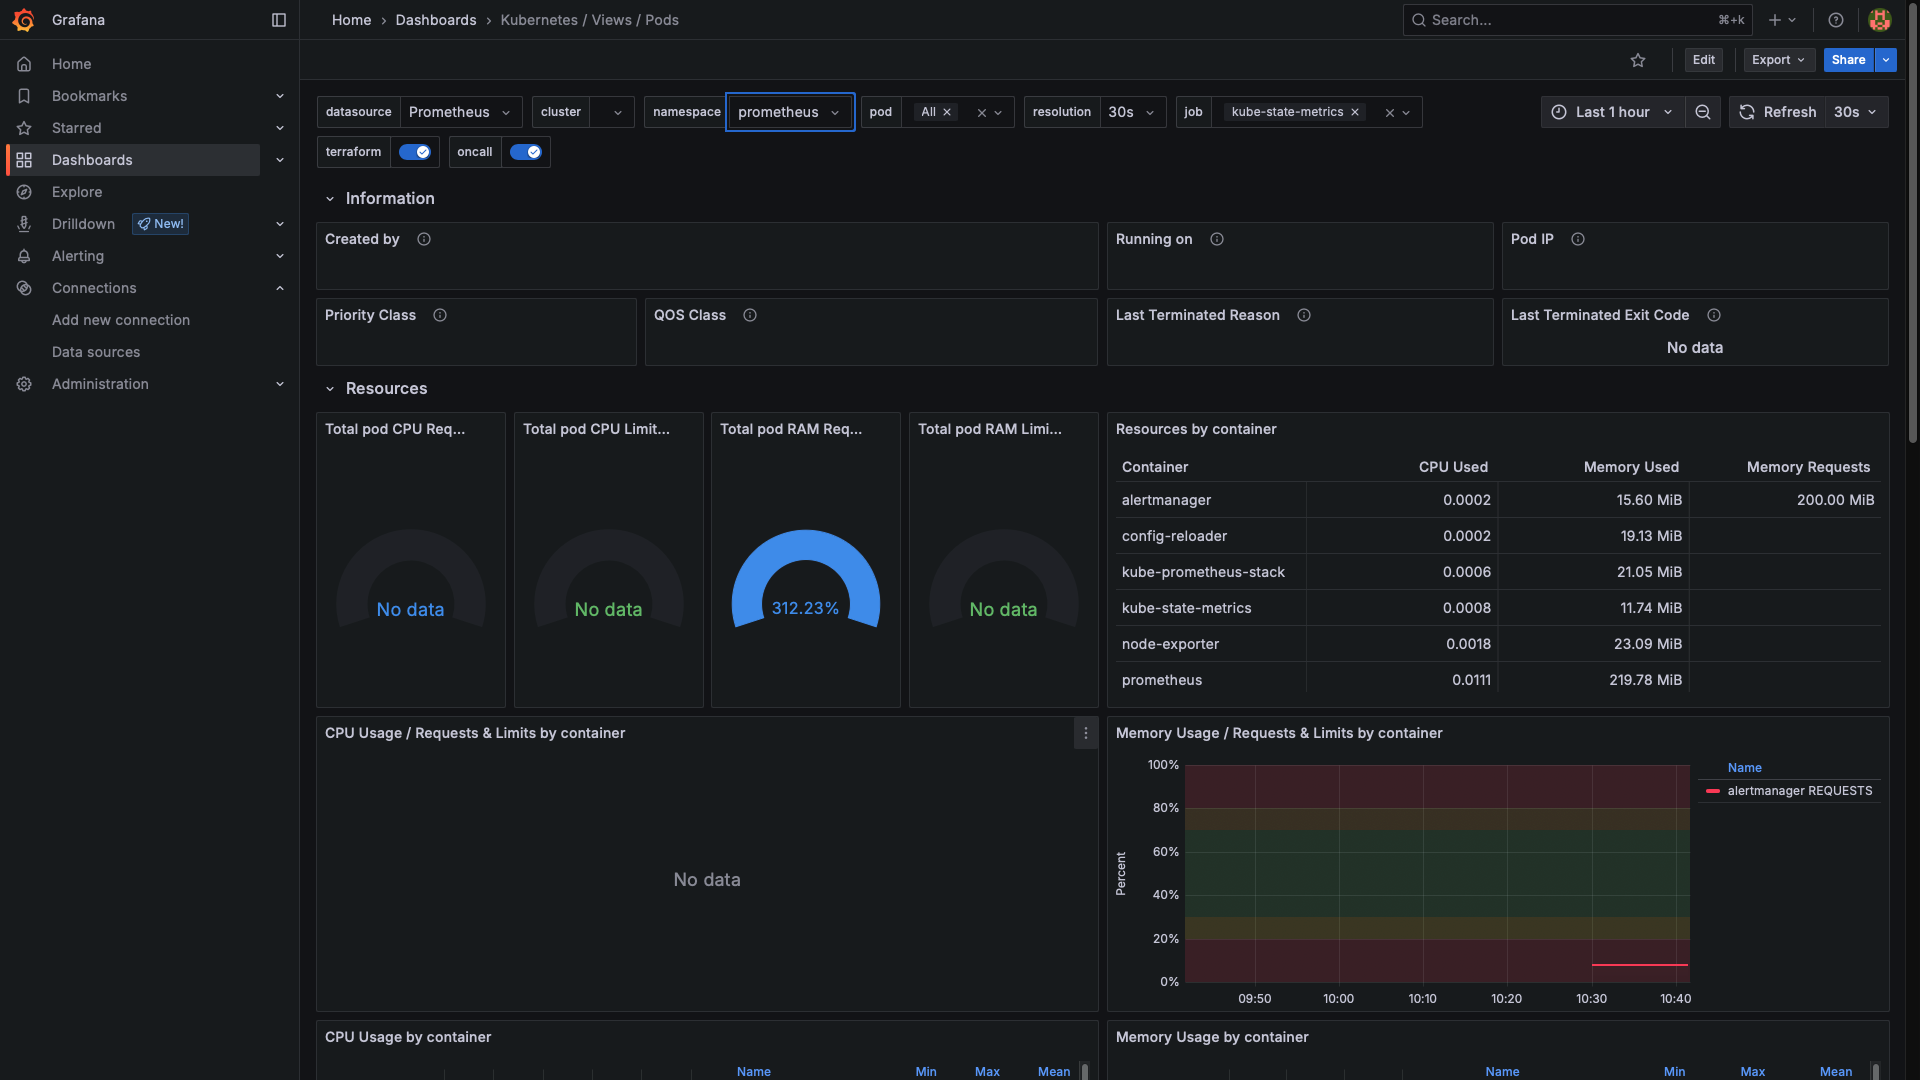 Grafana
Home
Bookmarks
Starred
Dashboards
Explore
Drilldown New!
Alerting
Connections
Add new connection
Data sources
Administration
Home › Dashboards › Kubernetes / Views / Pods
Search... ⌘+k
Edit Export Share
datasource Prometheus cluster namespace prometheus pod All resolution 30s job kube-state-metrics Last 1 hour Refresh 30s
terraform oncall
Information
Created by
Running on
Pod IP
Priority Class
QOS Class
Last Terminated Reason
Last Terminated Exit Code
No data
Resources
Total pod CPU Req...
No data
Total pod CPU Limit...
No data
Total pod RAM Req...
312.23%
Total pod RAM Limi...
No data
Resources by container
Container CPU Used Memory Used Memory Requests
alertmanager 0.0002 15.60 MiB 200.00 MiB
config-reloader 0.0002 19.13 MiB
kube-prometheus-stack 0.0006 21.05 MiB
kube-state-metrics 0.0008 11.74 MiB
node-exporter 0.0018 23.09 MiB
prometheus 0.0111 219.78 MiB
CPU Usage / Requests & Limits by container
No data
Memory Usage / Requests & Limits by container
Percent
100%
80%
60%
40%
20%
0%
09:50 10:00 10:10 10:20 10:30 10:40
Name
alertmanager REQUESTS
CPU Usage by container
Name Min Max Mean
Memory Usage by container
Name Min Max Mean